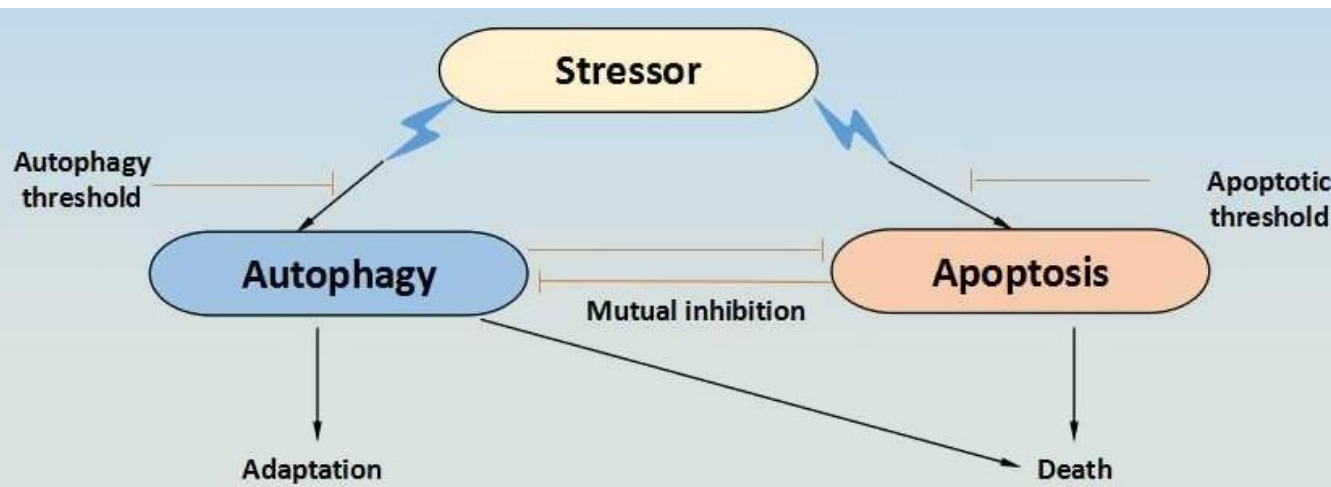 Stressor
Autophagy
threshold
Apoptotic
threshold
Autophagy
Apoptosis
Mutual inhibition
Adaptation
Death